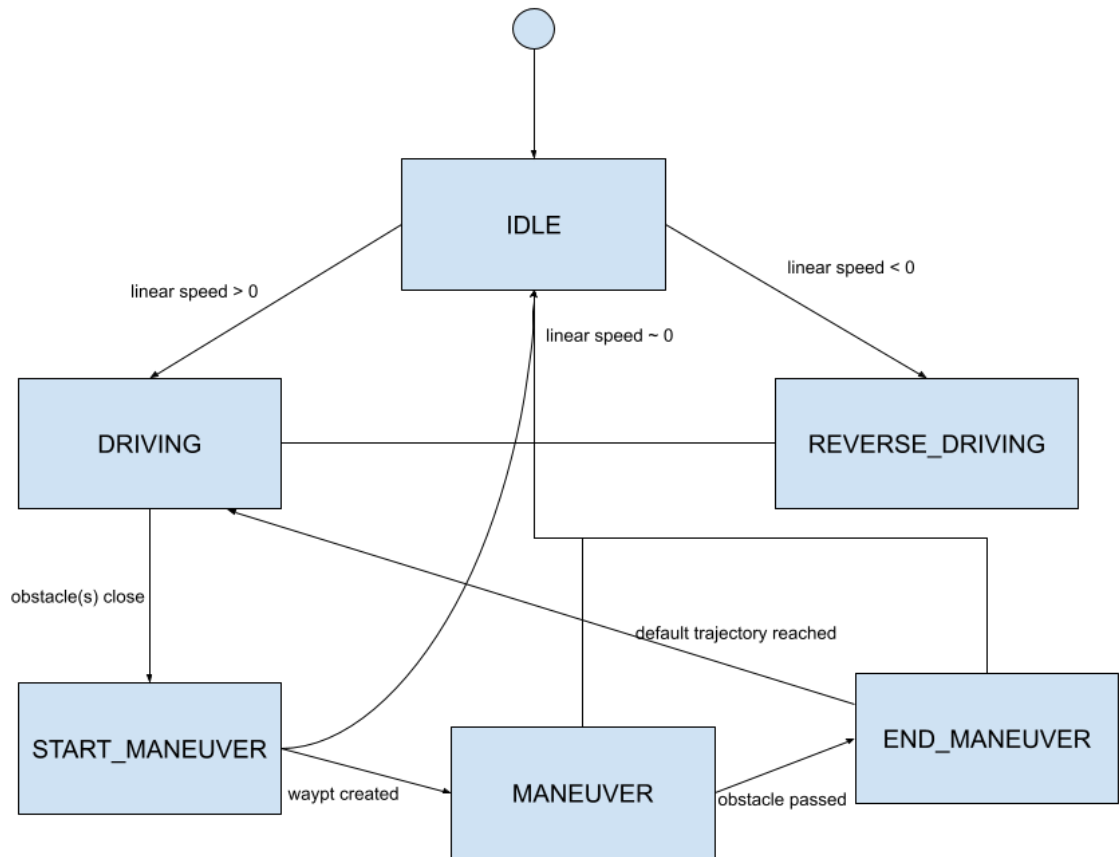 IDLE
linear speed > 0
linear speed < 0
linear speed ~ 0
DRIVING
REVERSE_DRIVING
obstacle(s) close
default trajectory reached
START_MANEUVER
waypt created
MANEUVER
obstacle passed
END_MANEUVER